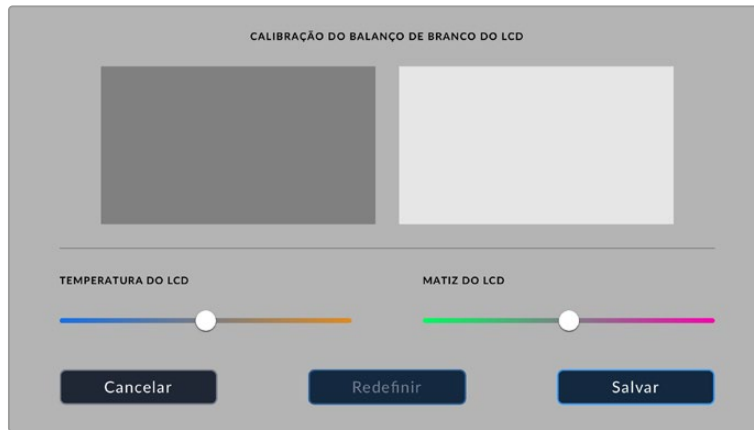 CALIBRAÇÃO DO BALANÇO DE BRANCO DO LCD
TEMPERATURA DO LCD
MATIZ DO LCD
Cancelar
Redefinir
Salvar